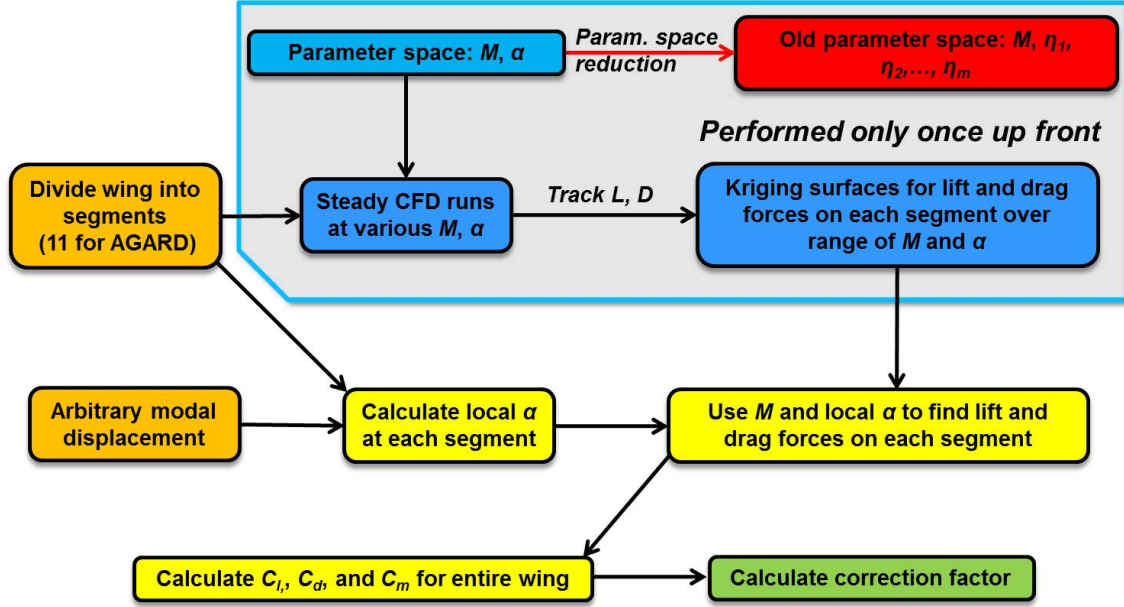 Parameter space: M, α
Param. space
reduction
Old parameter space: M, η1,
η2,..., ηm
Performed only once up front
Divide wing into
segments
(11 for AGARD)
Steady CFD runs
at various M, α
Track L, D
Kriging surfaces for lift and drag
forces on each segment over
range of M and α
Arbitrary modal
displacement
Calculate local α
at each segment
Use M and local α to find lift and
drag forces on each segment
Calculate Cl, Cd, and Cm for entire wing
Calculate correction factor